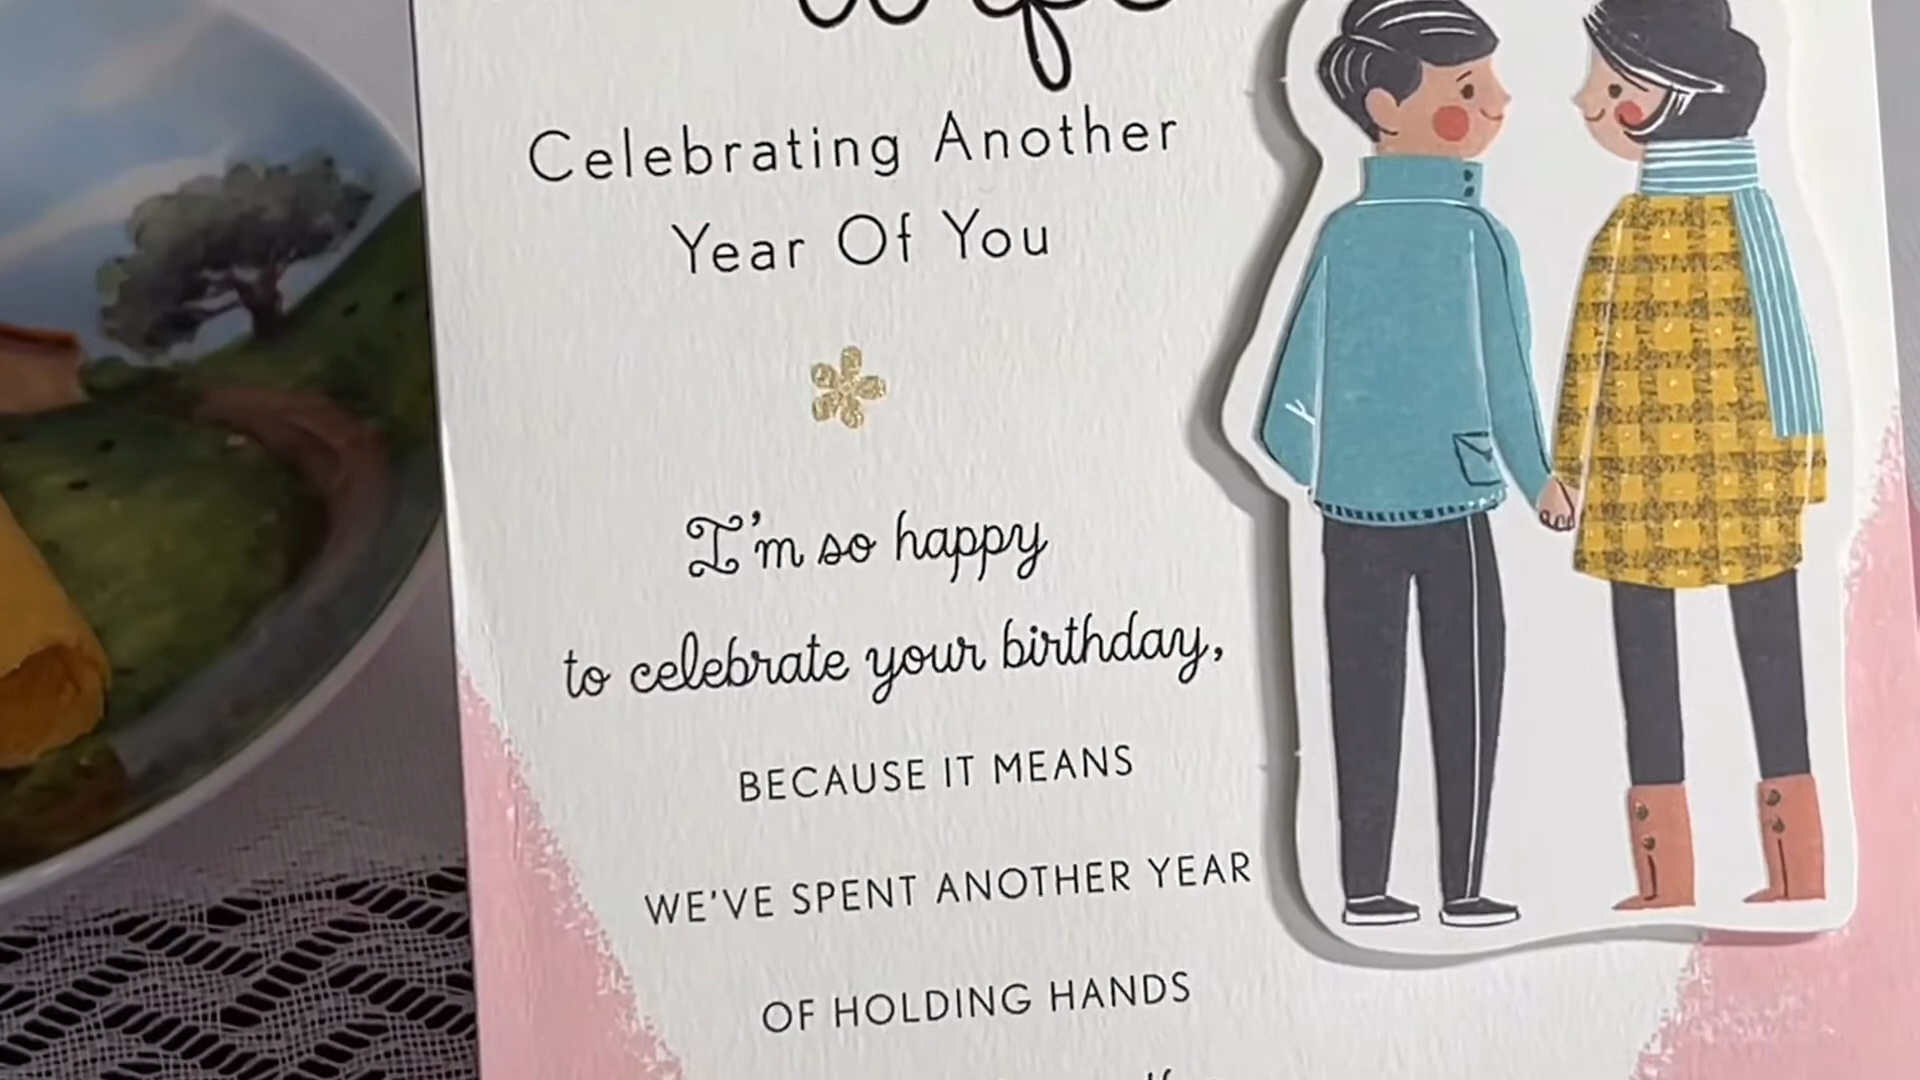 Wife
Celebrating Another
Year Of You
I'm so happy
to celebrate your birthday,
BECAUSE IT MEANS
WE'VE SPENT ANOTHER YEAR
OF HOLDING HANDS